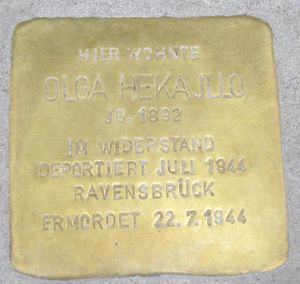 HIER WOHNTE
OLGA HEKAJLLO
JG. 1892
IM WIDERSTAND
DEPORTIERT JULI 1944
RAVENSBRÜCK
ERMORDET 22.7.1944